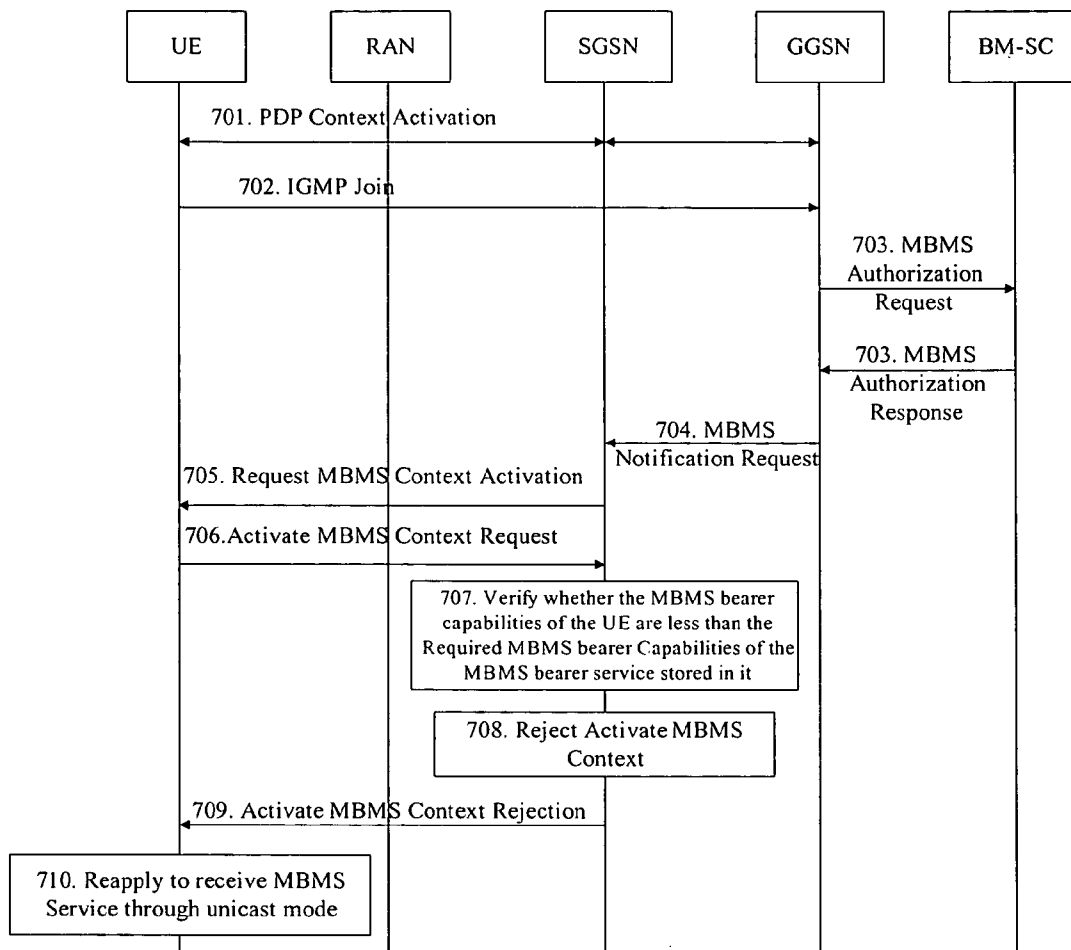 UE
RAN
SGSN
GGSN
BM-SC
701. PDP Context Activation
702. IGMP Join
703. MBMS
Authorization
Request
703. MBMS
Authorization
Response
704. MBMS
Notification Request
705. Request MBMS Context Activation
706.Activate MBMS Context Request
707. Verify whether the MBMS bearer
capabilities of the UE are less than the
Required MBMS bearer Capabilities of the
MBMS bearer service stored in it
708. Reject Activate MBMS
Context
709. Activate MBMS Context Rejection
710. Reapply to receive MBMS
Service through unicast mode